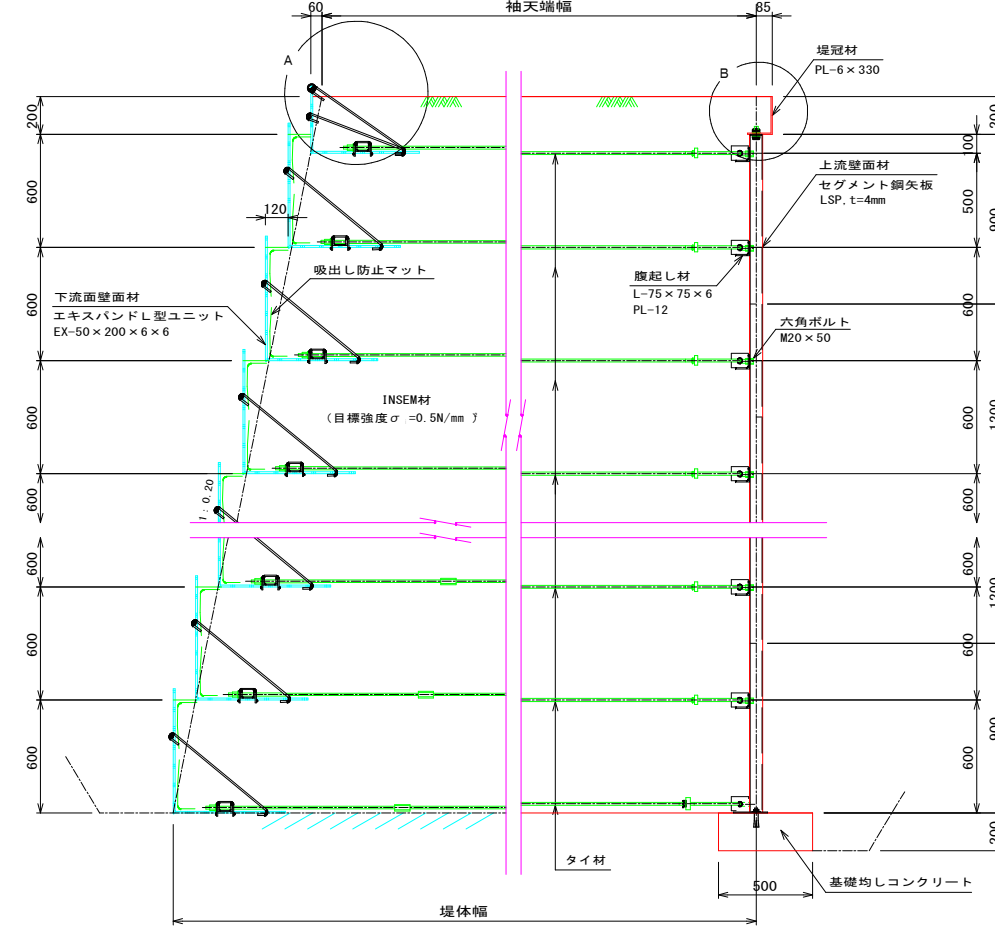 60
袖天端幅
85
A
B
堤冠材
PL-6×330
200
100
上流壁面材
セグメント鋼矢板
LSP. t=4mm
600
500
120
吸出し防止マット
腹起し材
L-75×75×6
PL-12
下流面壁面材
エキスパンドL型ユニット
EX-50×200×6×6
600
600
六角ボルト
M20×50
INSEM材
(目標強度σ =0.5N/mm
600
600
1:0.20
600
600
600
600
600
600
600
600
タイ材
500
基礎均しコンクリート
堤体幅